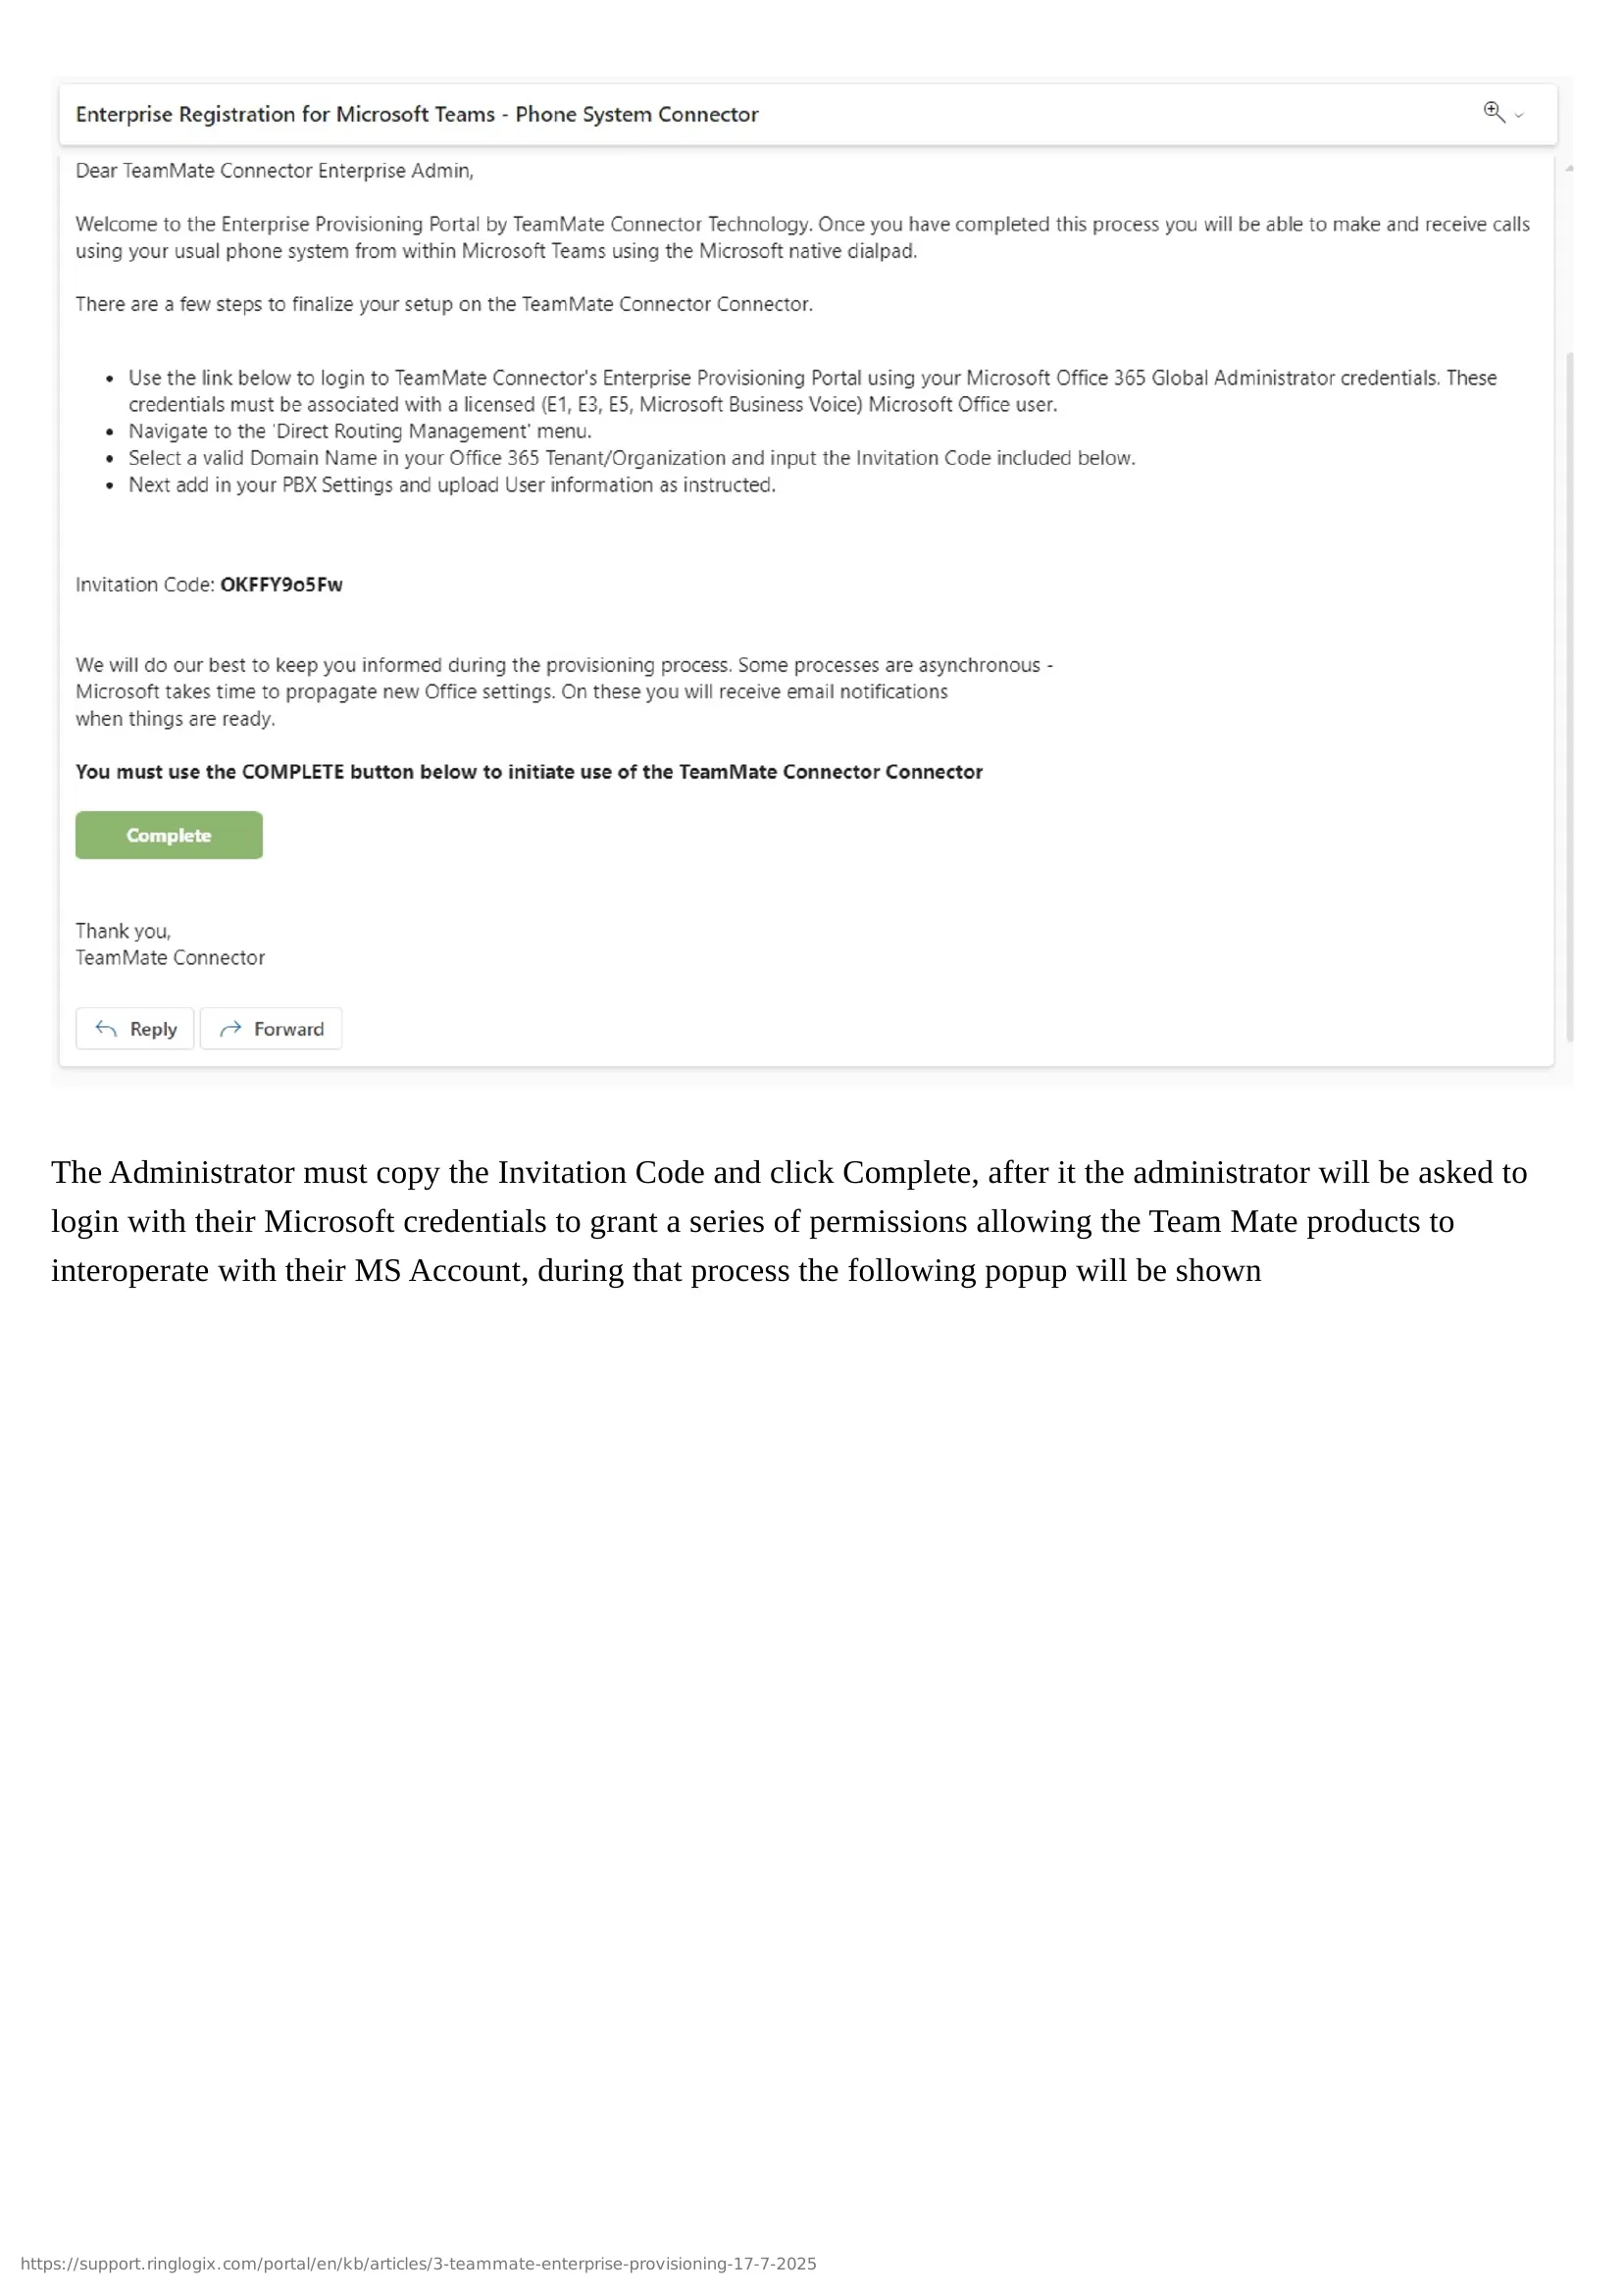 Enterprise Registration for Microsoft Teams - Phone System Connector
Dear TeamMate Connector Enterprise Admin,
Welcome to the Enterprise Provisioning Portal by TeamMate Connector Technology. Once you have completed this process you will be able to make and receive calls
using your usual phone system from within Microsoft Teams using the Microsoft native dialpad.
There are a few steps to finalize your setup on the TeamMate Connector Connector.
• Use the link below to login to TeamMate Connector's Enterprise Provisioning Portal using your Microsoft Office 365 Global Administrator credentials. These
credentials must be associated with a licensed (E1, E3, E5, Microsoft Business Voice) Microsoft Office user.
• Navigate to the 'Direct Routing Management' menu.
• Select a valid Domain Name in your Office 365 Tenant/Organization and input the Invitation Code included below.
• Next add in your PBX Settings and upload User information as instructed.
Invitation Code: OKFFY9o5Fw
We will do our best to keep you informed during the provisioning process. Some processes are asynchronous -
Microsoft takes time to propagate new Office settings. On these you will receive email notifications
when things are ready.
You must use the COMPLETE button below to initiate use of the TeamMate Connector Connector
Complete
Thank you,
TeamMate Connector
Reply Forward
The Administrator must copy the Invitation Code and click Complete, after it the administrator will be asked to
login with their Microsoft credentials to grant a series of permissions allowing the Team Mate products to
interoperate with their MS Account, during that process the following popup will be shown
https://support.ringlogix.com/portal/en/kb/articles/3-teammate-enterprise-provisioning-17-7-2025